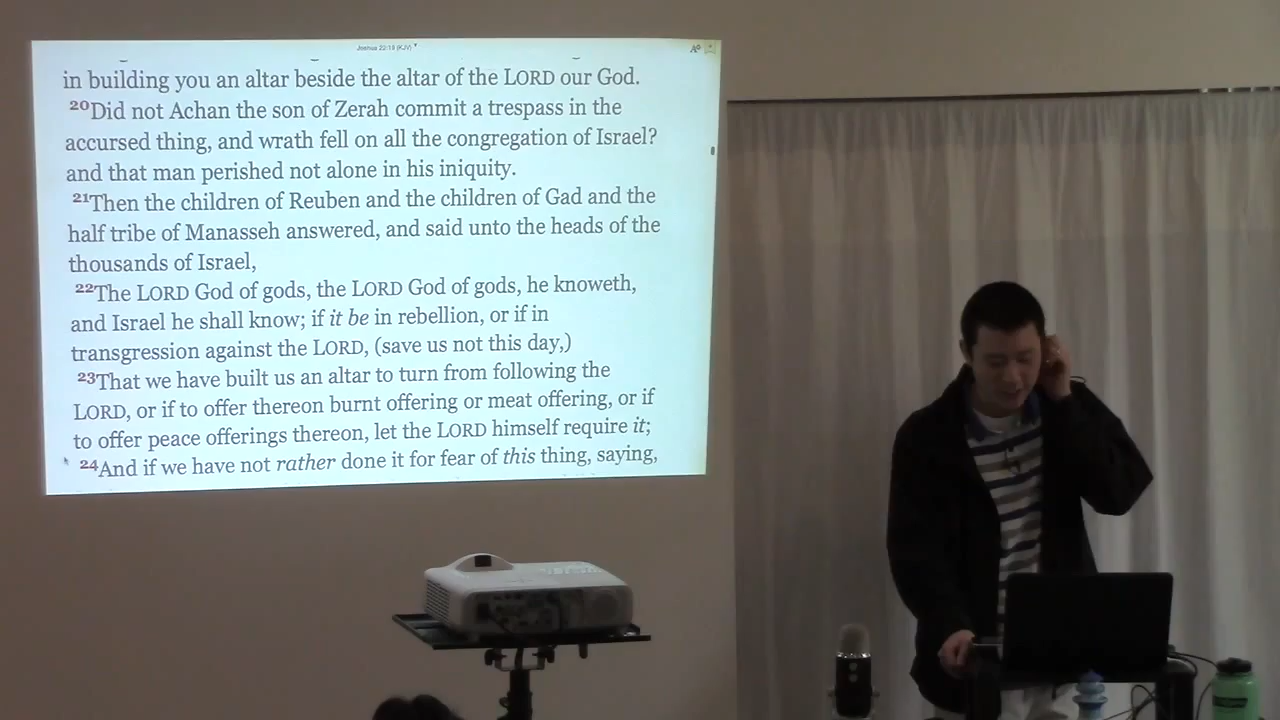 Joshua 22:19 (KJV)
in building you an altar beside the altar of the LORD our God.
20Did not Achan the son of Zerah commit a trespass in the
accursed thing, and wrath fell on all the congregation of Israel?
and that man perished not alone in his iniquity.
21Then the children of Reuben and the children of Gad and the
half tribe of Manasseh answered, and said unto the heads of the
thousands of Israel,
22The LORD God of gods, the LORD God of gods, he knoweth,
and Israel he shall know; if it be in rebellion, or if in
transgression against the LORD, (save us not this day,)
23That we have built us an altar to turn from following the
LORD, or if to offer thereon burnt offering or meat offering, or if
to offer peace offerings thereon, let the LORD himself require it;
24And if we have not rather done it for fear of this thing, saying,